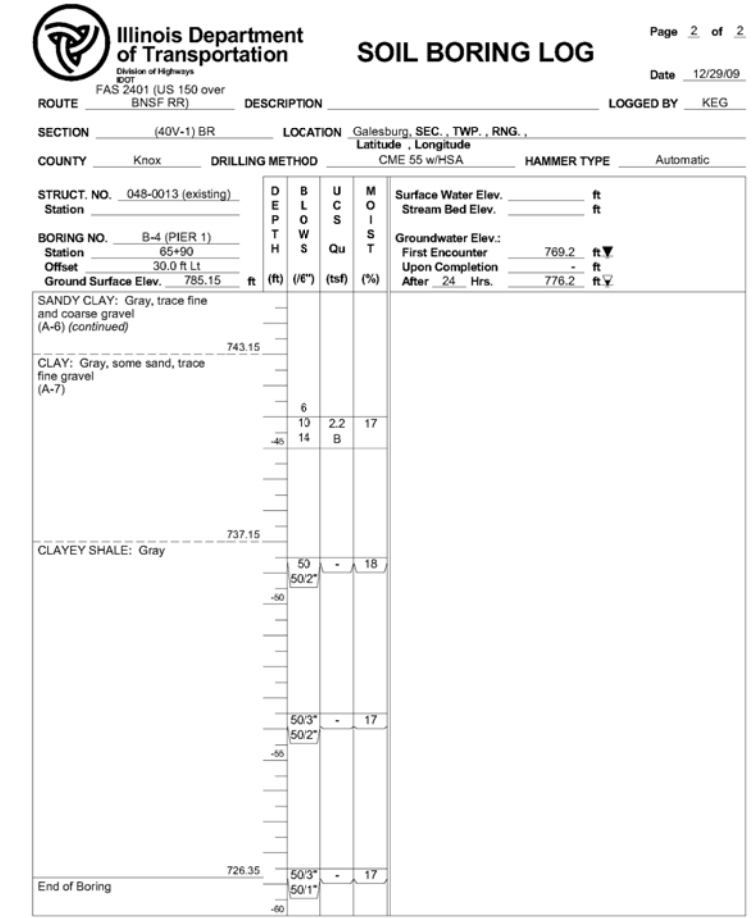 Illinois Department
of Transportation
Division of Highways
IDOT
SOIL BORING LOG
Page 2 of 2
Date 12/29/09
ROUTE FAS 2401 (US 150 over
BNSF RR) DESCRIPTION LOGGED BY KEG
SECTION (40V-1) BR LOCATION Galesburg, SEC. , TWP. , RNG. ,
Latitude , Longitude
COUNTY Knox DRILLING METHOD CME 55 w/HSA HAMMER TYPE Automatic
STRUCT. NO. 048-0013 (existing)
Station
BORING NO. B-4 (PIER 1)
Station 65+90
Offset 30.0 ft Lt
Ground Surface Elev. 785.15 ft
DEPTH (ft)
BLOWS (/6")
UCS Qu (tsf)
MOIST (%)
Surface Water Elev. ft
Stream Bed Elev. ft
Groundwater Elev.:
First Encounter 769.2 ft▼
Upon Completion - ft
After 24 Hrs. 776.2 ft▽
SANDY CLAY: Gray, trace fine
and coarse gravel
(A-6) (continued)
743.15
CLAY: Gray, some sand, trace
fine gravel
(A-7)
6
10 2.2 17
-45 14 B
737.15
CLAYEY SHALE: Gray
50 - 18
50/2"
-50
50/3" - 17
50/2"
-55
726.35
50/3" - 17
End of Boring 50/1"
-60